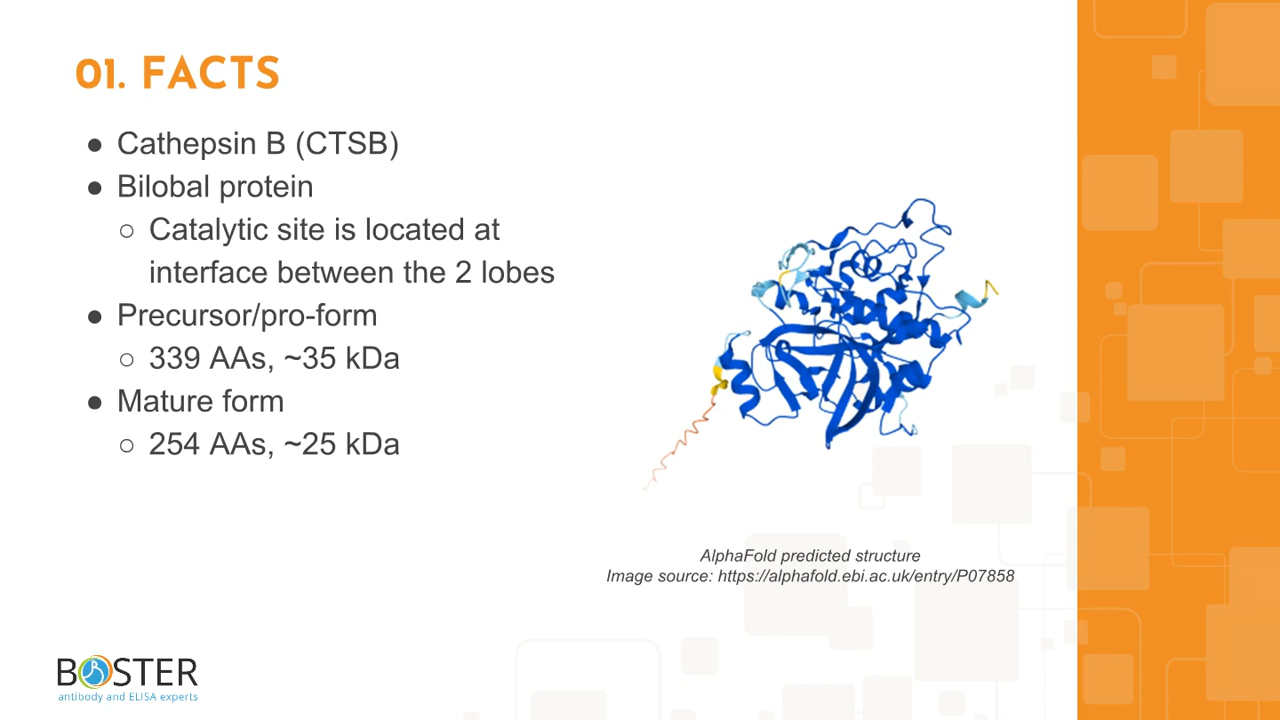 01. FACTS
● Cathepsin B (CTSB)
● Bilobal protein
○ Catalytic site is located at
interface between the 2 lobes
● Precursor/pro-form
○ 339 AAs, ~35 kDa
● Mature form
○ 254 AAs, ~25 kDa
AlphaFold predicted structure
Image source: https://alphafold.ebi.ac.uk/entry/P07858
BOSTER
antibody and ELISA experts